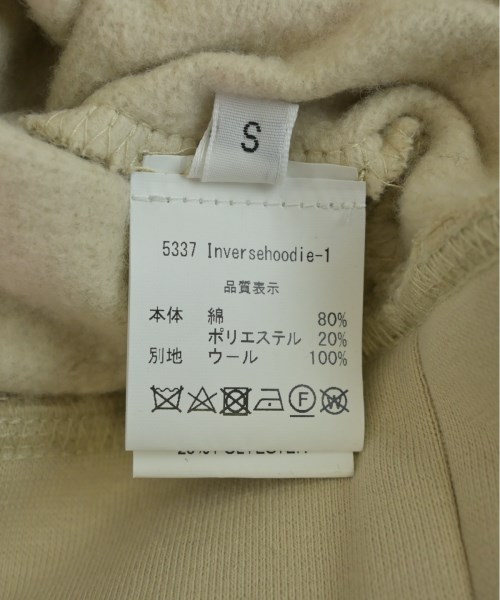 S
5337 Inversehoodie-1
品質表示
本体 綿 80%
ポリエステル 20%
別地 ウール 100%
F
W